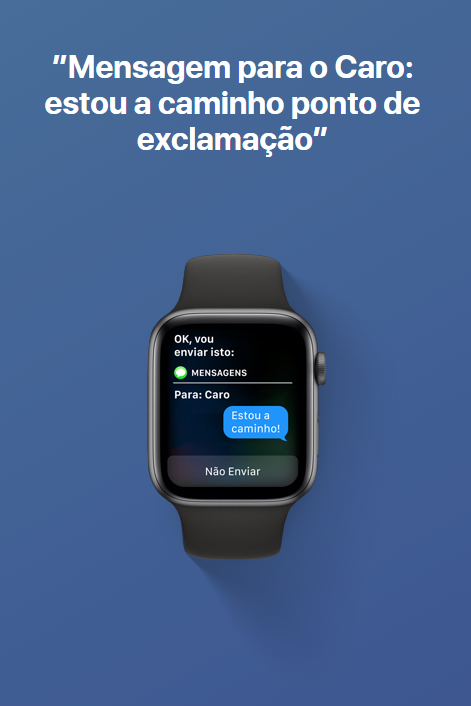 "Mensagem para o Caro:
estou a caminho ponto de
exclamação"
OK, vou
enviar isto:
MENSAGENS
Para: Caro
Estou a
caminho!
Não Enviar